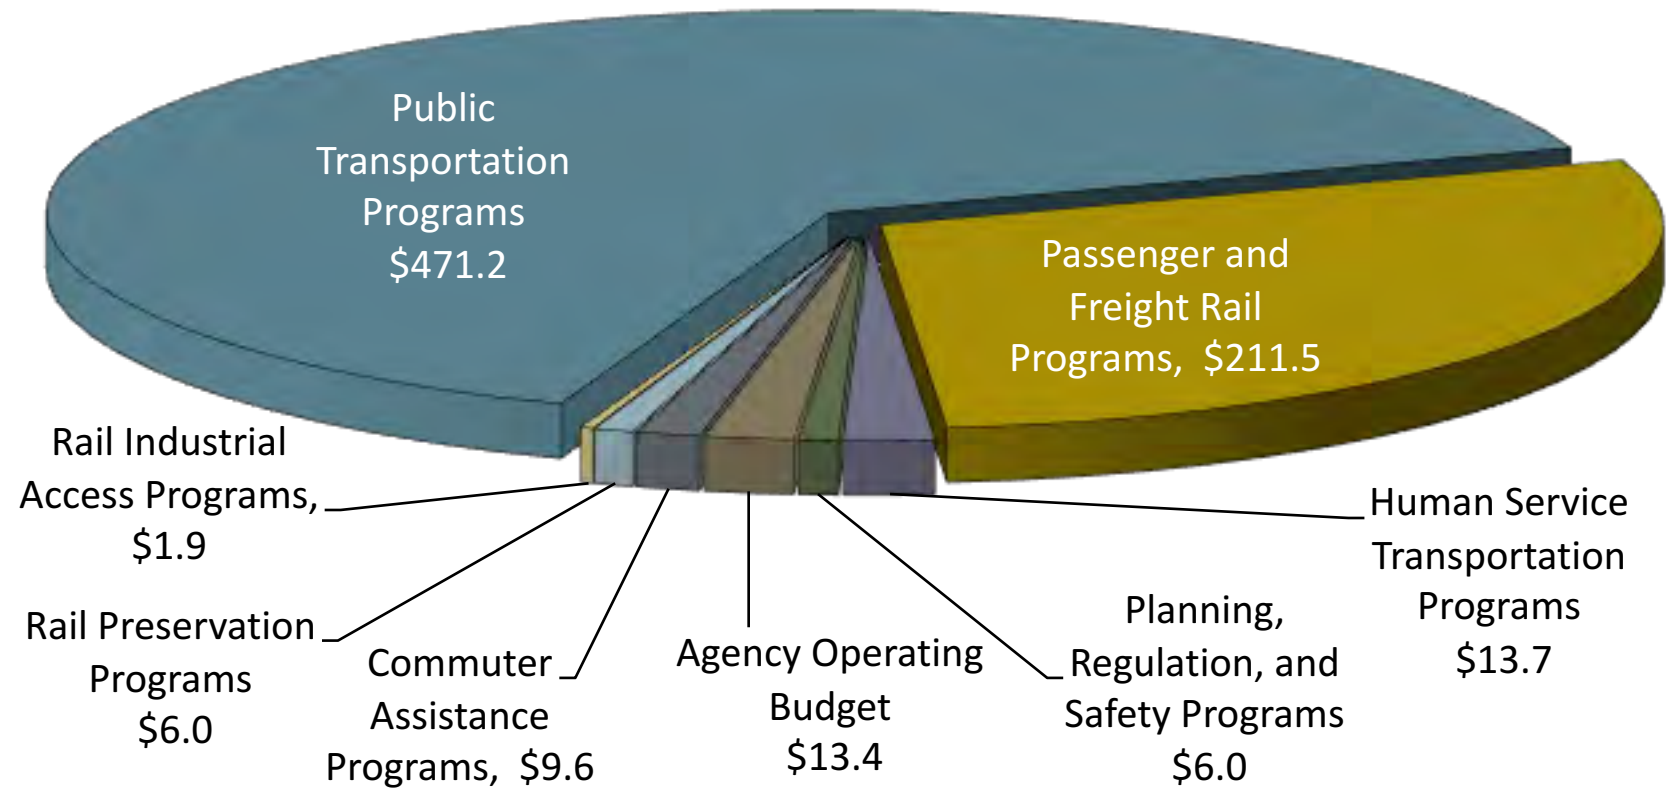 Public
Transportation
Programs
$471.2
Passenger and
Freight Rail
Programs,  $211.5
Rail Industrial
Access Programs,
$1.9
Rail Preservation
Programs
$6.0
Commuter
Assistance
Programs,  $9.6
Agency Operating
Budget
$13.4
Planning,
Regulation, and
Safety Programs
$6.0
Human Service
Transportation
Programs
$13.7